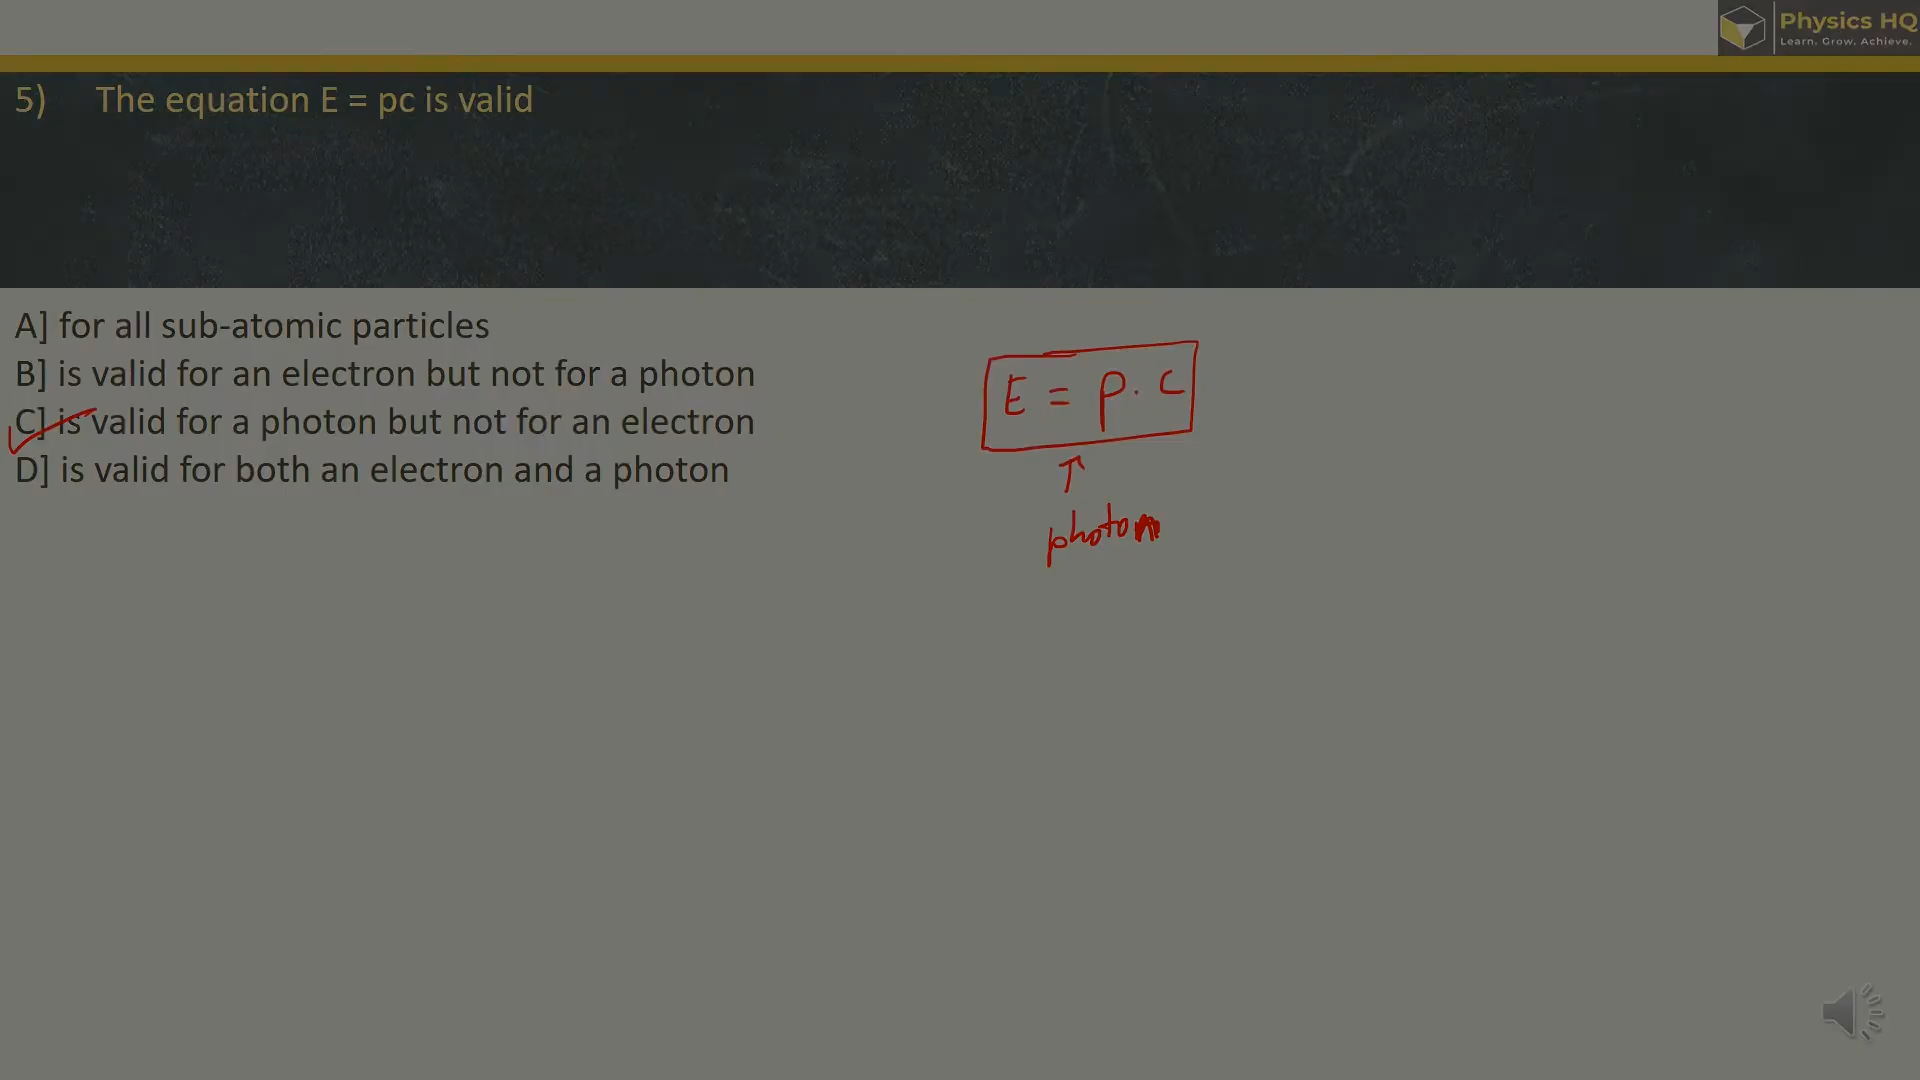 Physics HQ
Learn. Grow. Achieve.
5) The equation E = pc is valid
A] for all sub-atomic particles
B] is valid for an electron but not for a photon
C] is valid for a photon but not for an electron
D] is valid for both an electron and a photon
E = p . c
photon